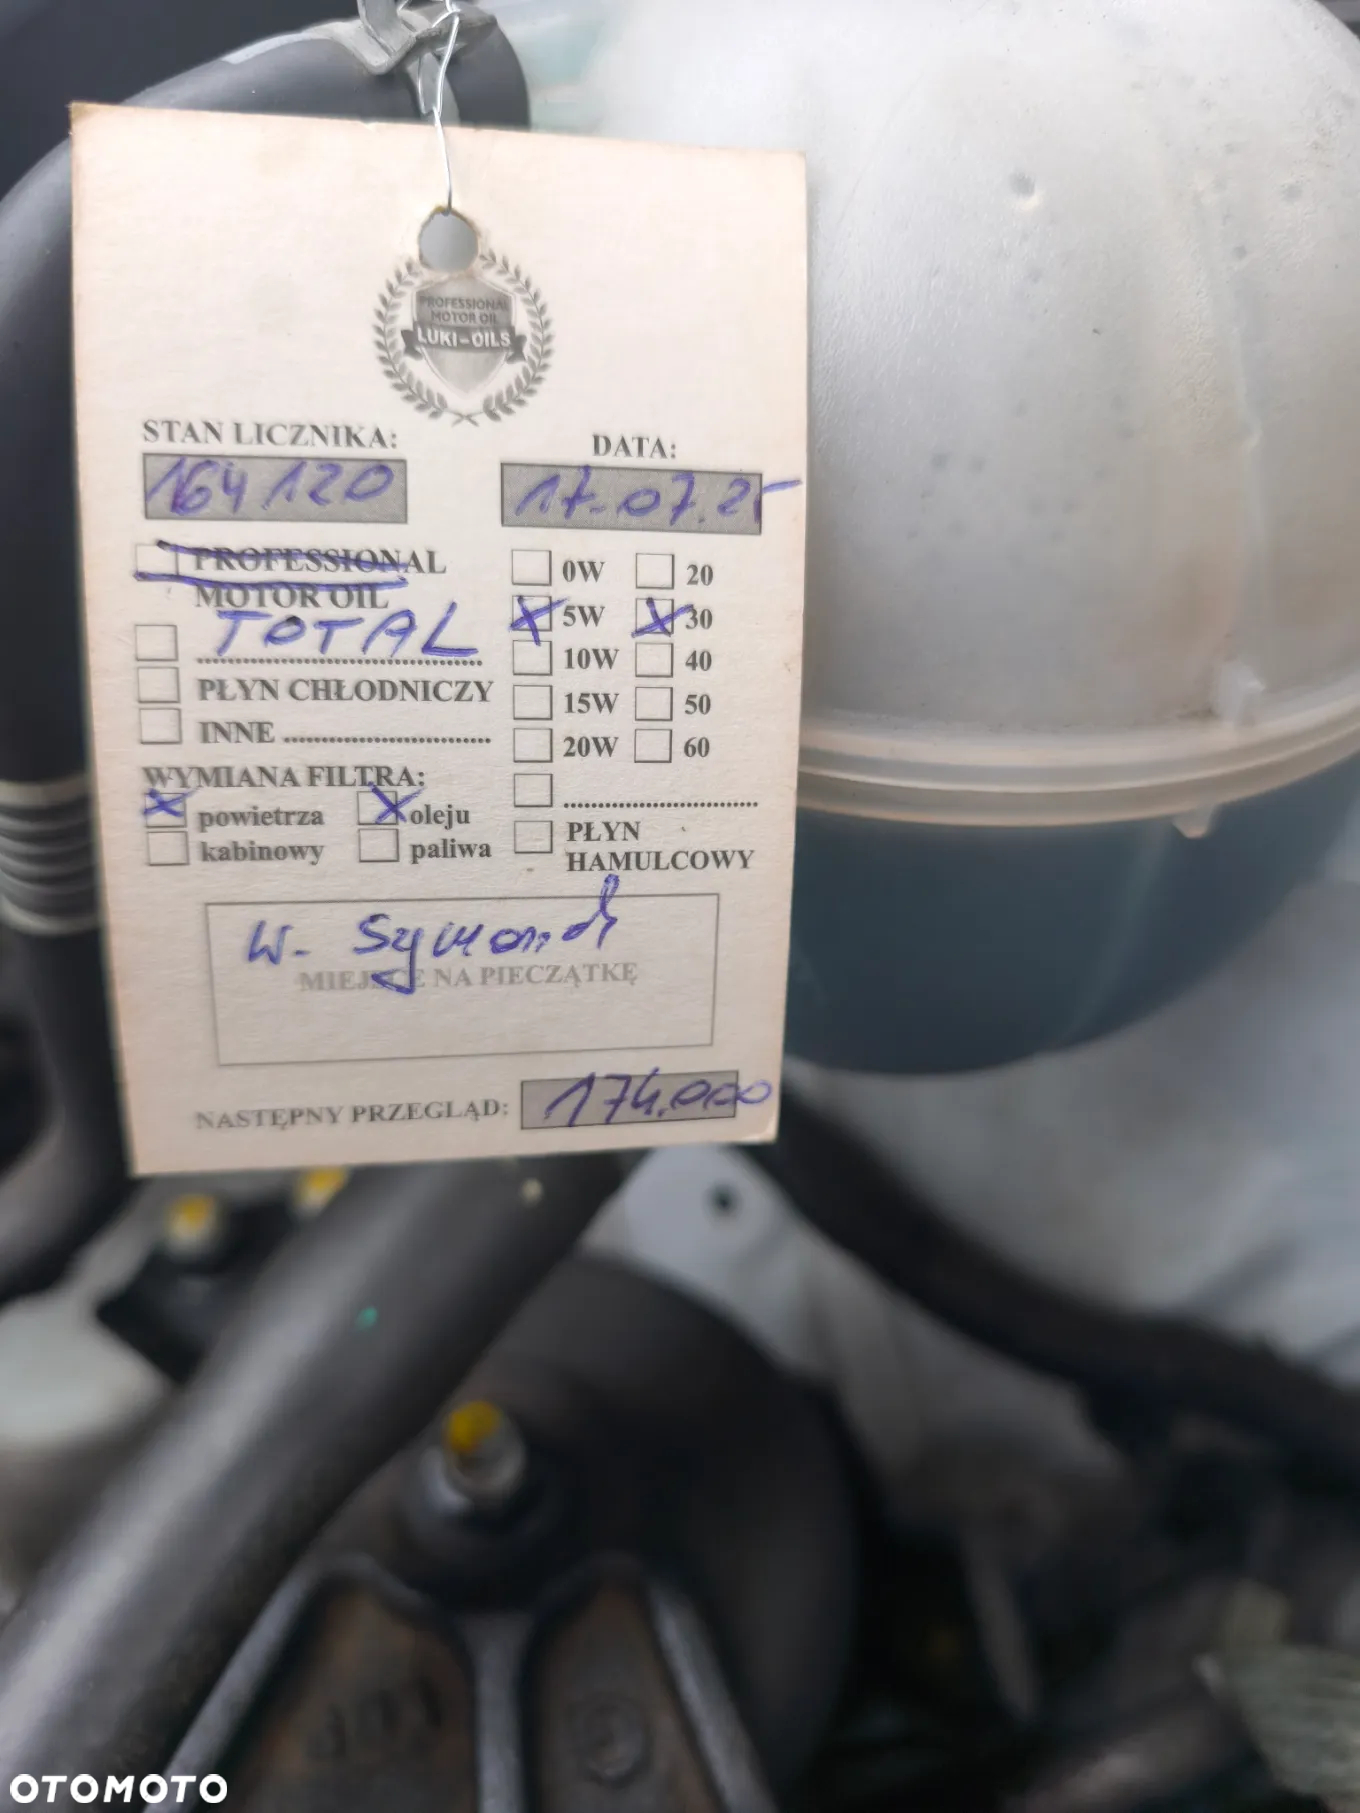 PROFESSIONAL
MOTOR OIL
LUKI-OILS
STAN LICZNIKA:
164120
DATA:
17.07.25
PROFESSIONAL
MOTOR OIL
TOTAL
PŁYN CHŁODNICZY
INNE
WYMIANA FILTRA:
powietrza
oleju
kabinowy
paliwa
0W 20
5W 30
10W 40
15W 50
20W 60
PŁYN
HAMULCOWY
W. Szymond
MIEJSCE NA PIECZĄTKĘ
NASTĘPNY PRZEGLĄD: 174.000
OTOMOTO